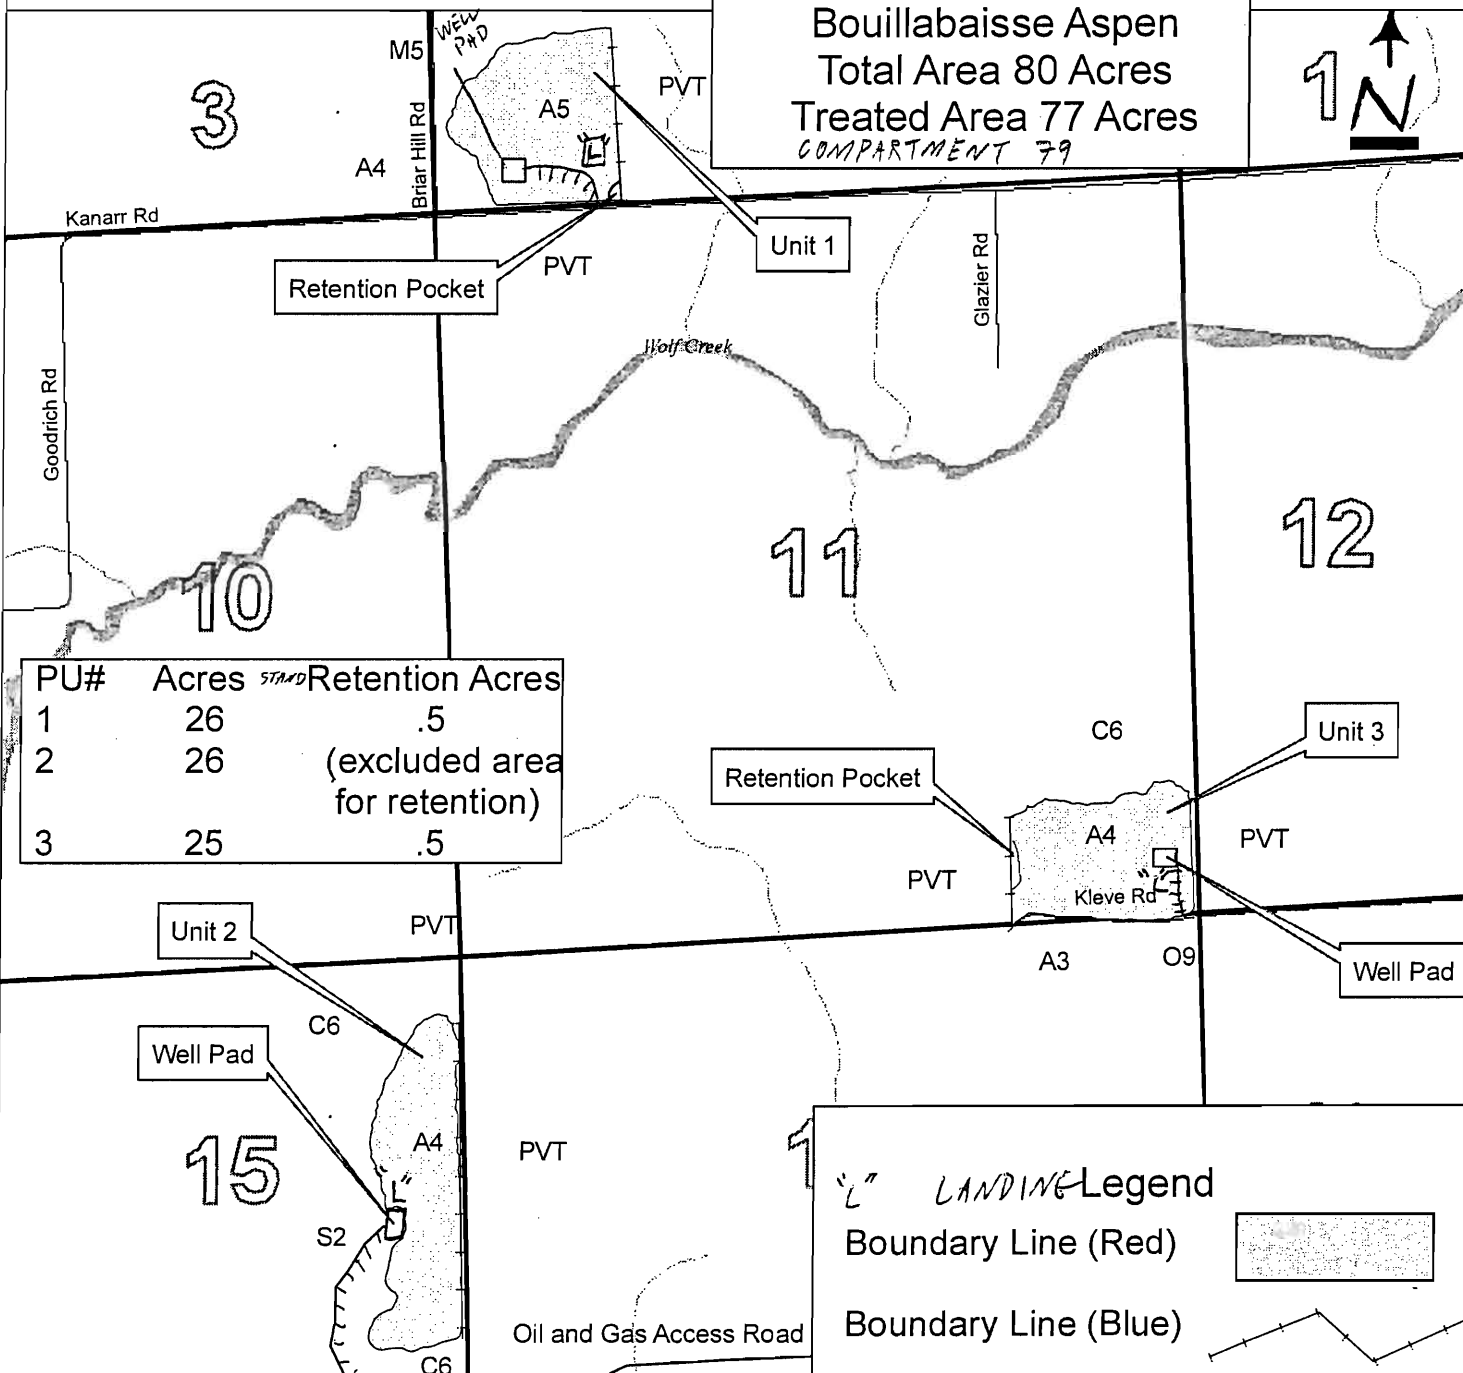 Bouillabaisse Aspen
Total Area 80 Acres
Treated Area 77 Acres
COMPARTMENT 79
1
N
WELL
PAD
M5
3
A5
PVT
"L"
A4
Briar Hill Rd
Kanarr Rd
Unit 1
PVT
Retention Pocket
Glazier Rd
Wolf Creek
Goodrich Rd
10
11
12
PU# Acres STAND Retention Acres
1 26 .5
2 26 (excluded area
for retention)
3 25 .5
C6
Unit 3
Retention Pocket
A4
PVT
PVT
"L"
Kleve Rd
PVT
Unit 2
A3
O9
Well Pad
C6
Well Pad
A4
PVT
15
1
"L"
S2
C6
Oil and Gas Access Road
"L" LANDING Legend
Boundary Line (Red)
Boundary Line (Blue)